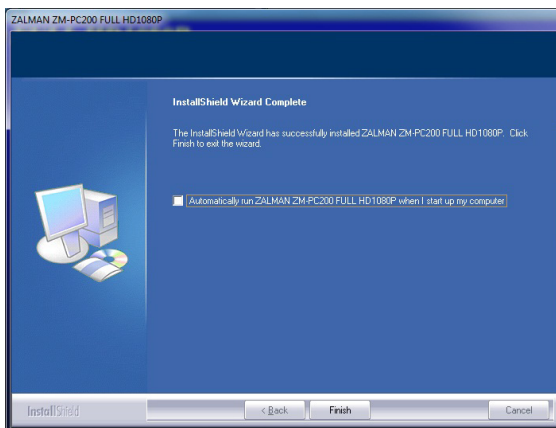 ZALMAN ZM-PC200 FULL HD1080P
InstallShield Wizard Complete
The InstallShield Wizard has successfully installed ZALMAN ZM-PC200 FULL HD1080P. Click
Finish to exit the wizard.
Automatically run ZALMAN ZM-PC200 FULL HD1080P when I start up my computer
InstallShield
< Back
Finish
Cancel